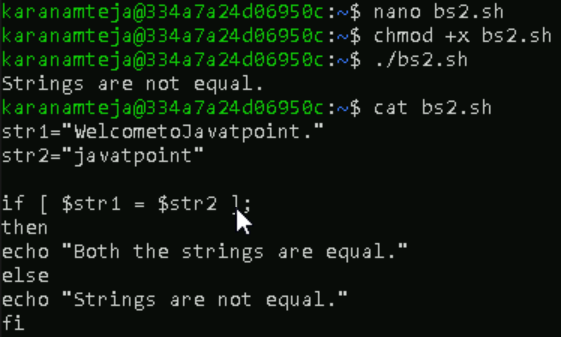 karanamteja@334a7a24d06950c:~$ nano bs2.sh
karanamteja@334a7a24d06950c:~$ chmod +x bs2.sh
karanamteja@334a7a24d06950c:~$ ./bs2.sh
Strings are not equal.
karanamteja@334a7a24d06950c:~$ cat bs2.sh
str1="WelcometoJavatpoint."
str2="javatpoint"
if [ $str1 = $str2 ];
then
echo "Both the strings are equal."
else
echo "Strings are not equal."
fi